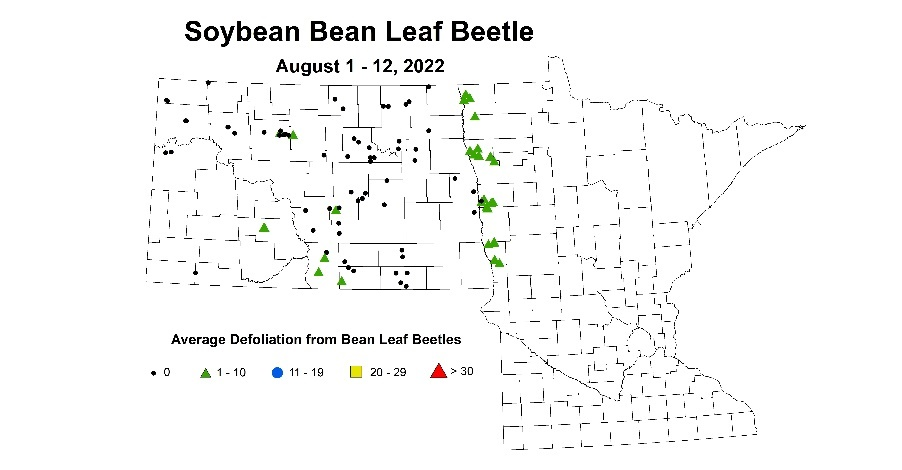 Soybean Bean Leaf Beetle
August 1 - 12, 2022
Average Defoliation from Bean Leaf Beetles
0 1 - 10 11 - 19 20 - 29 > 30